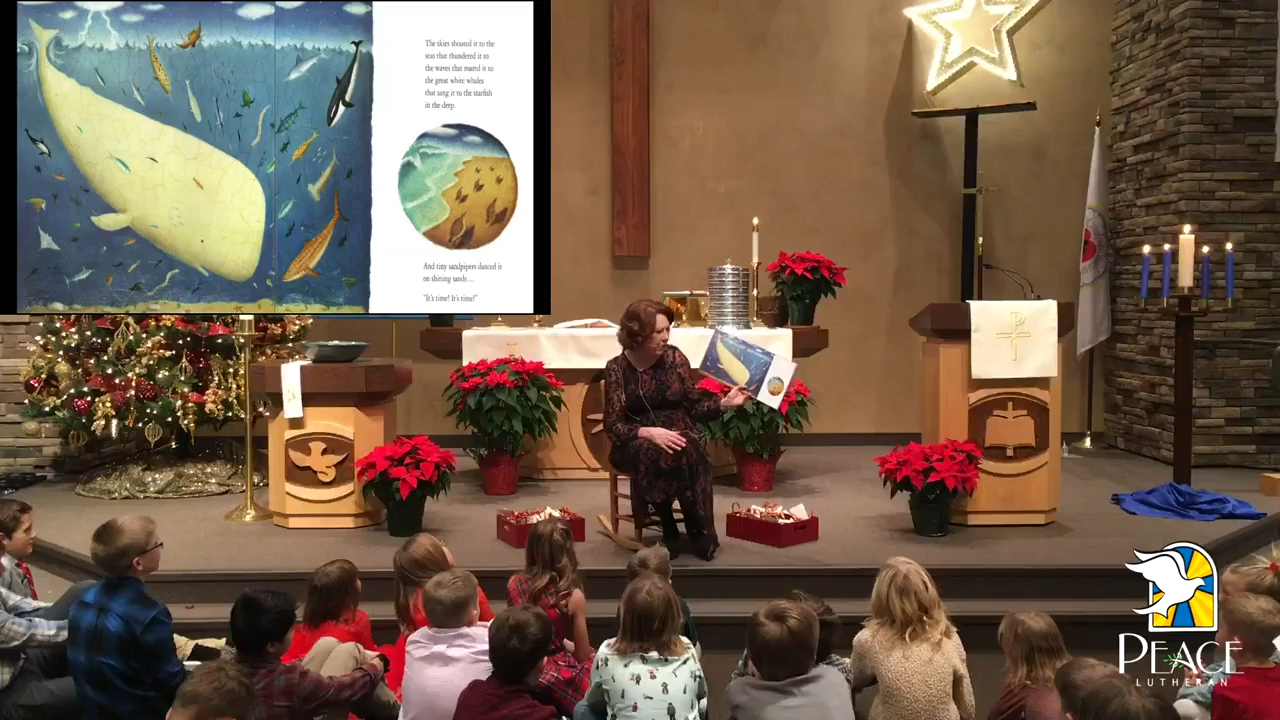 The skies shouted it to the
seas that thundered it to
the waves that roared it to
the great white whales
that sang it to the starfish
in the deep.
And tiny sandpipers danced it
on shining sands...
"It's time! It's time!"
PEACE
LUTHERAN